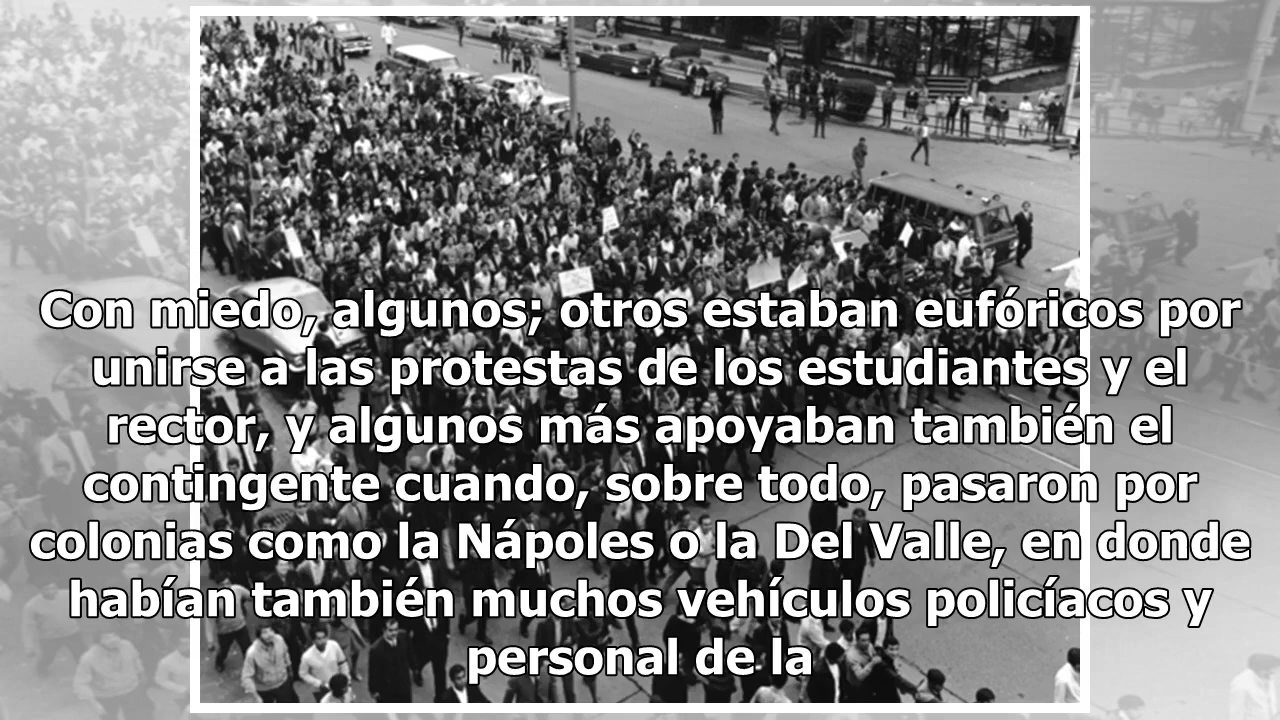 Con miedo, algunos; otros estaban eufóricos por
unirse a las protestas de los estudiantes y el
rector, y algunos más apoyaban también el
contingente cuando, sobre todo, pasaron por
colonias como la Nápoles o la Del Valle, en donde
habían también muchos vehículos policíacos y
personal de la